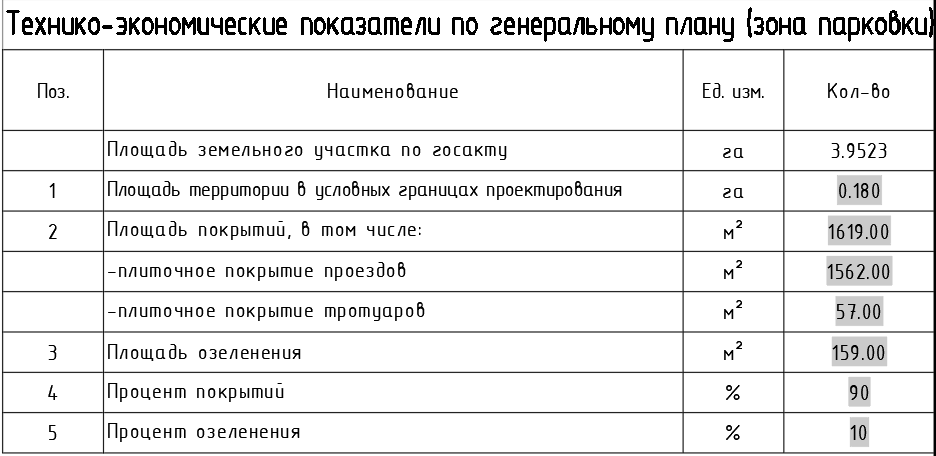 Технико-экономические показатели по генеральному плану (зона парковки)
Поз. Наименование Ед. изм. Кол-во
Площадь земельного участка по госакту га 3.9523
1 Площадь территории в условных границах проектирования га 0.180
2 Площадь покрытий, в том числе: м² 1619.00
-плиточное покрытие проездов м² 1562.00
-плиточное покрытие тротуаров м² 57.00
3 Площадь озеленения м² 159.00
4 Процент покрытий % 90
5 Процент озеленения % 10